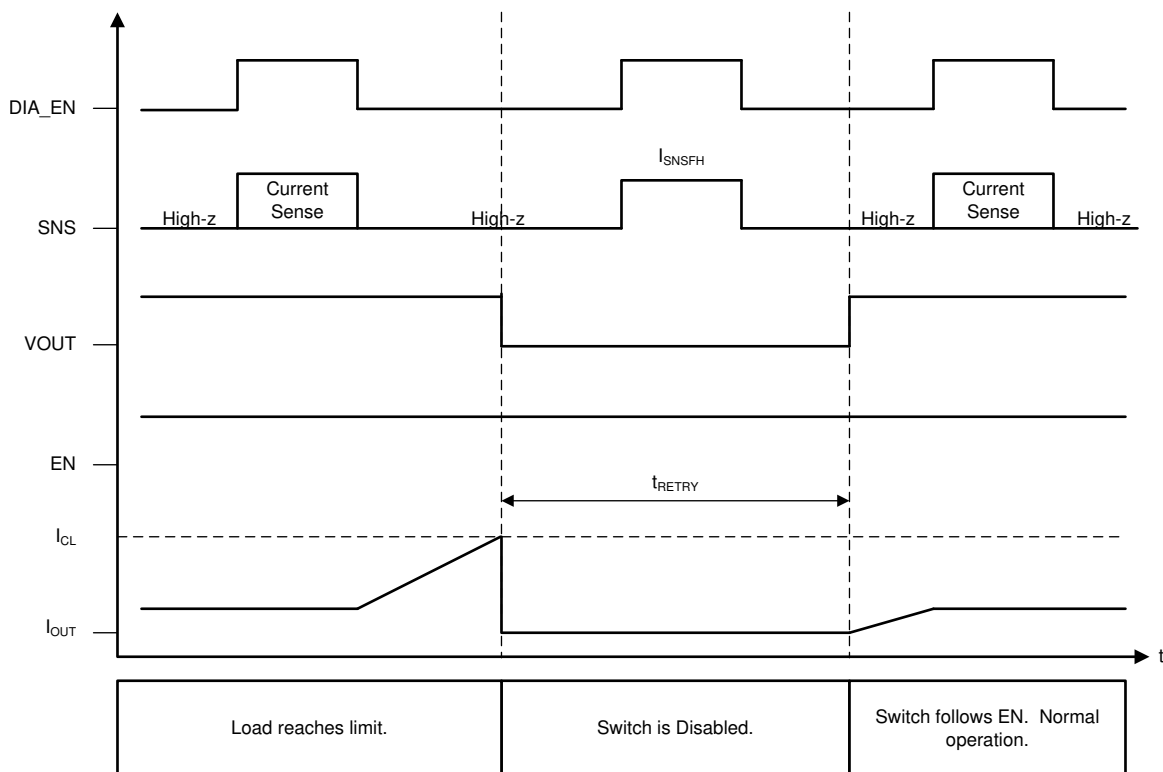 DIA_EN
I_SNSFH
Current
Sense
Current
Sense
High-z
High-z
High-z
High-z
SNS
VOUT
EN
t_RETRY
I_CL
I_OUT
t
Load reaches limit.
Switch is Disabled.
Switch follows EN.  Normal
operation.